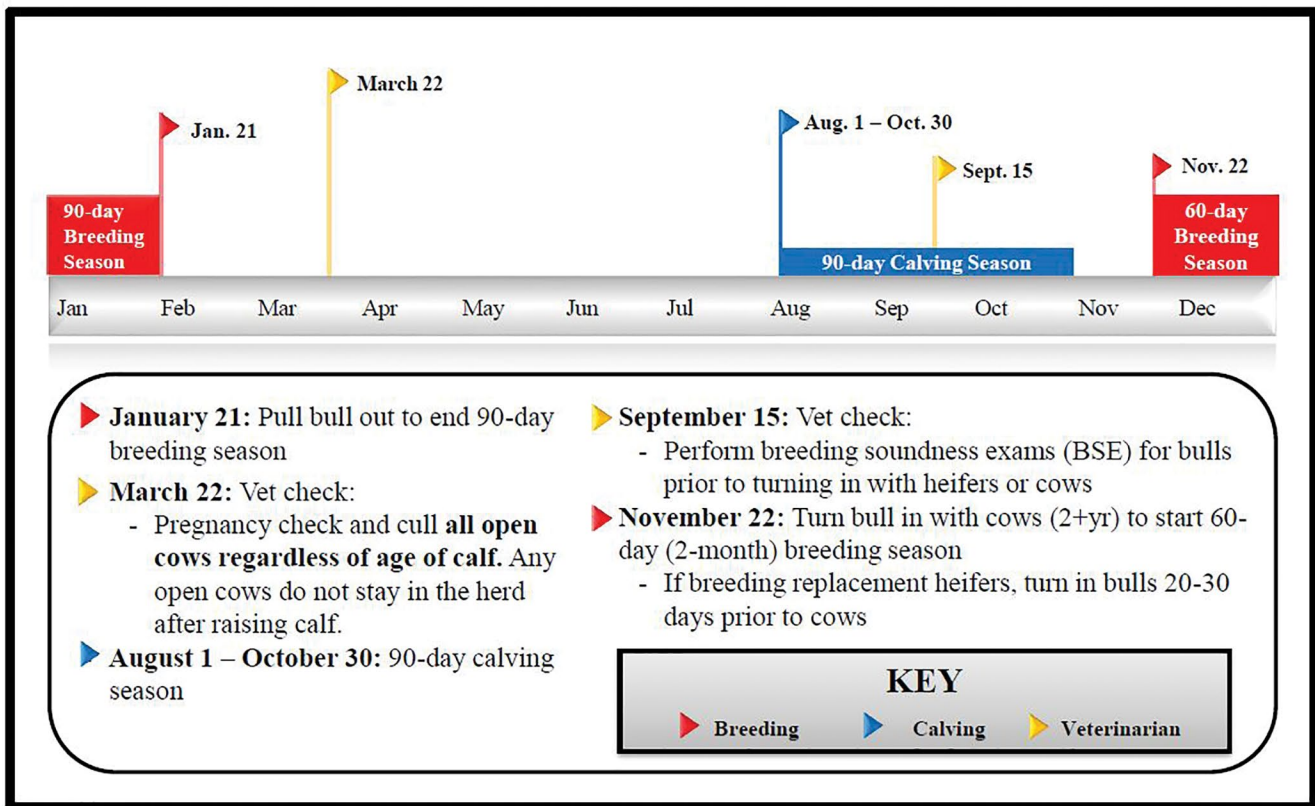 March 22
Jan. 21
Aug. 1 – Oct. 30
Sept. 15
Nov. 22
90-day
Breeding
Season
90-day Calving Season
60-day
Breeding
Season
Jan Feb Mar Apr May Jun Jul Aug Sep Oct Nov Dec
January 21: Pull bull out to end 90-day
breeding season
March 22: Vet check:
- Pregnancy check and cull all open
cows regardless of age of calf. Any
open cows do not stay in the herd
after raising calf.
August 1 – October 30: 90-day calving
season
September 15: Vet check:
- Perform breeding soundness exams (BSE) for bulls
prior to turning in with heifers or cows
November 22: Turn bull in with cows (2+yr) to start 60-
day (2-month) breeding season
- If breeding replacement heifers, turn in bulls 20-30
days prior to cows
KEY
Breeding Calving Veterinarian